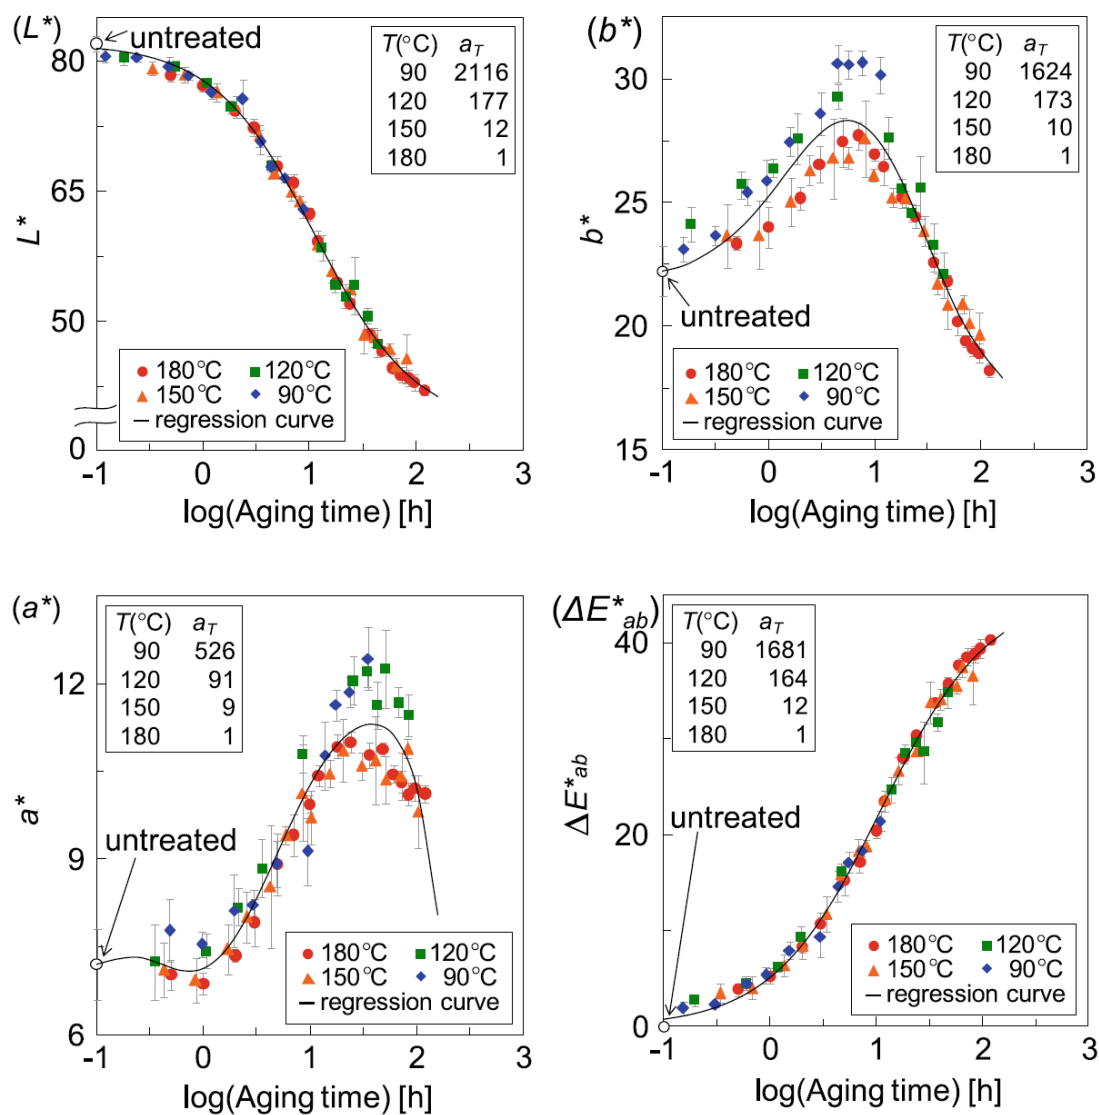 (L*)
untreated
T(°C) a_T
90 2116
120 177
150 12
180 1
80
65
50
0
L*
180°C 120°C
150°C 90°C
regression curve
-1 0 1 2 3
log(Aging time) [h]
(b*)
T(°C) a_T
90 1624
120 173
150 10
180 1
30
25
20
15
b*
untreated
180°C 120°C
150°C 90°C
regression curve
-1 0 1 2 3
log(Aging time) [h]
(a*)
T(°C) a_T
90 526
120 91
150 9
180 1
12
9
6
a*
untreated
180°C 120°C
150°C 90°C
regression curve
-1 0 1 2 3
log(Aging time) [h]
(ΔE*ab)
T(°C) a_T
90 1681
120 164
150 12
180 1
40
20
0
ΔE*ab
untreated
180°C 120°C
150°C 90°C
regression curve
-1 0 1 2 3
log(Aging time) [h]